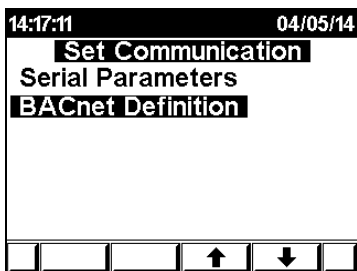 14:17:11 04/05/14
Set Communication
Serial Parameters
BACnet Definition